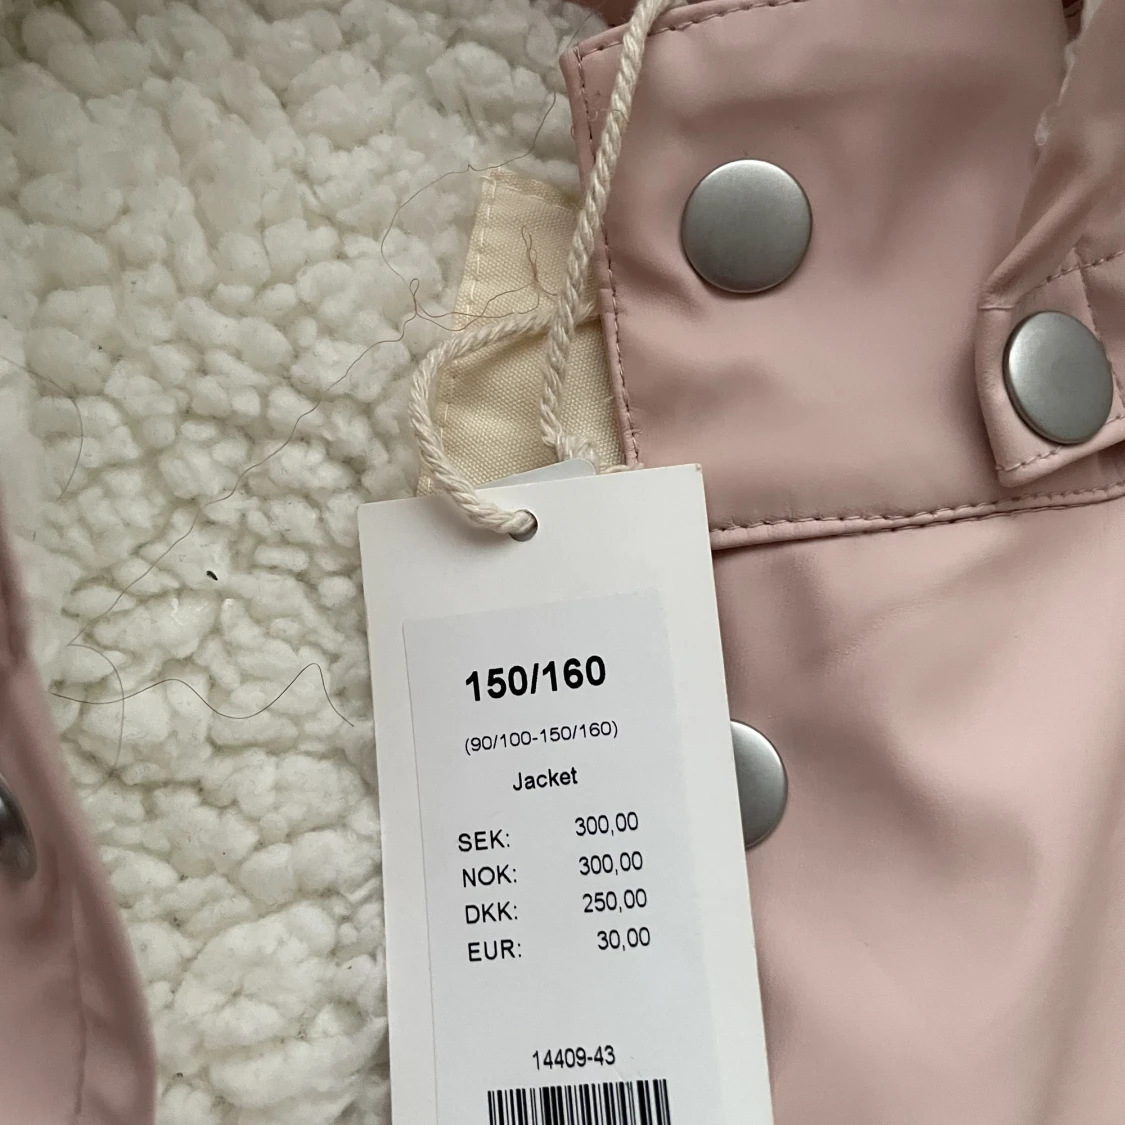 150/160
(90/100-150/160)
Jacket
SEK: 300,00
NOK: 300,00
DKK: 250,00
EUR: 30,00
14409-43